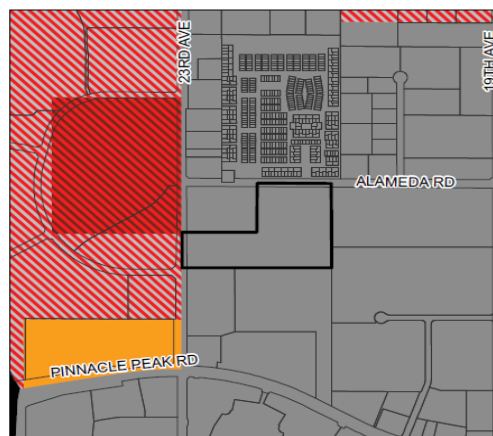 23RD AVE
19TH AVE
ALAMEDA RD
PINNACLE PEAK RD